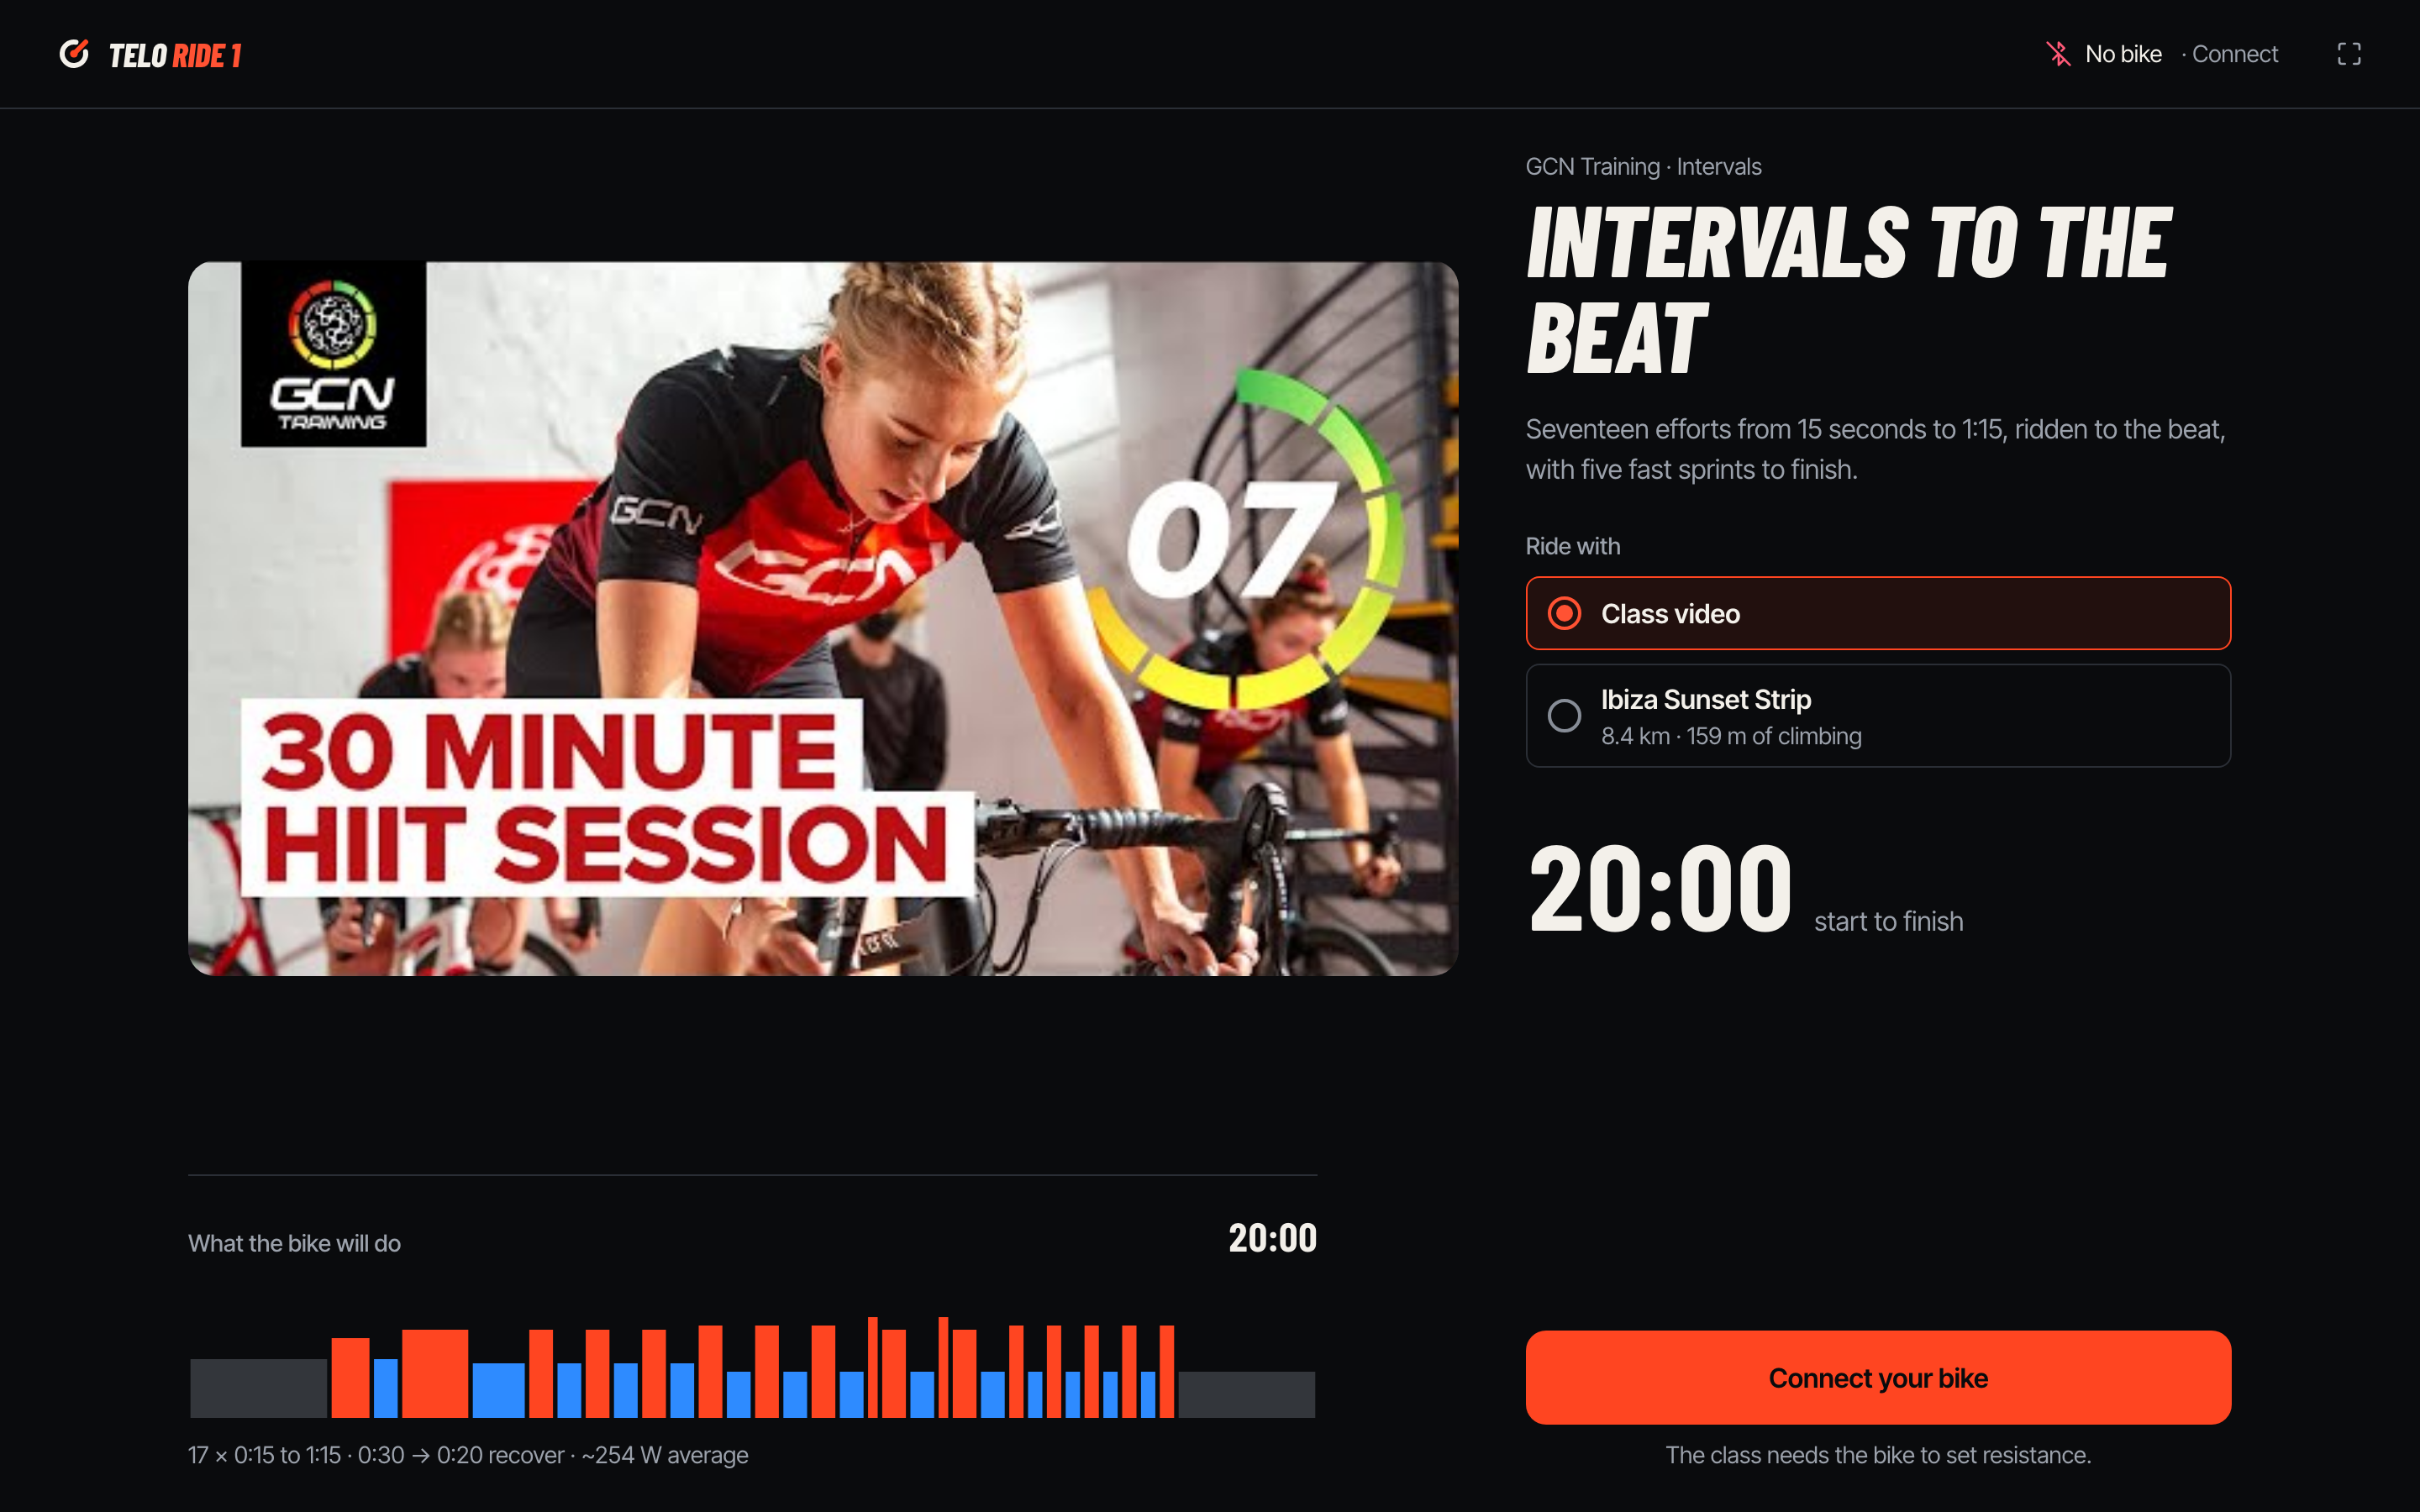 TELO RIDE 1
No bike · Connect
GCN Training · Intervals
INTERVALS TO THE
BEAT
Seventeen efforts from 15 seconds to 1:15, ridden to the beat,
with five fast sprints to finish.
Ride with
Class video
Ibiza Sunset Strip
8.4 km · 159 m of climbing
20:00 start to finish
GCN
TRAINING
GCN
GCN
07
30 MINUTE
HIIT SESSION
What the bike will do
20:00
17 × 0:15 to 1:15 · 0:30 → 0:20 recover · ~254 W average
Connect your bike
The class needs the bike to set resistance.